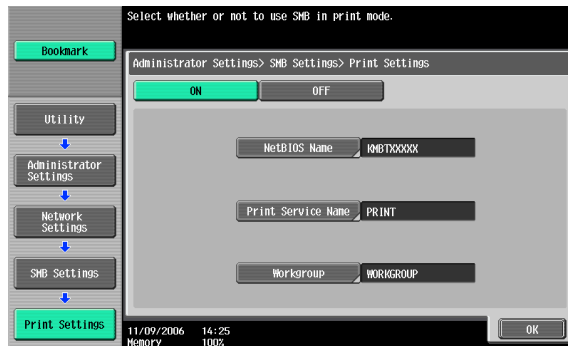 Select whether or not to use SMB in print mode.
Bookmark
Administrator Settings> SMB Settings> Print Settings
ON
OFF
Utility
Administrator
Settings
Network
Settings
SMB Settings
Print Settings
NetBIOS Name
KMBTXXXXX
Print Service Name
PRINT
Workgroup
WORKGROUP
11/09/2006 14:25
Memory 100%
OK